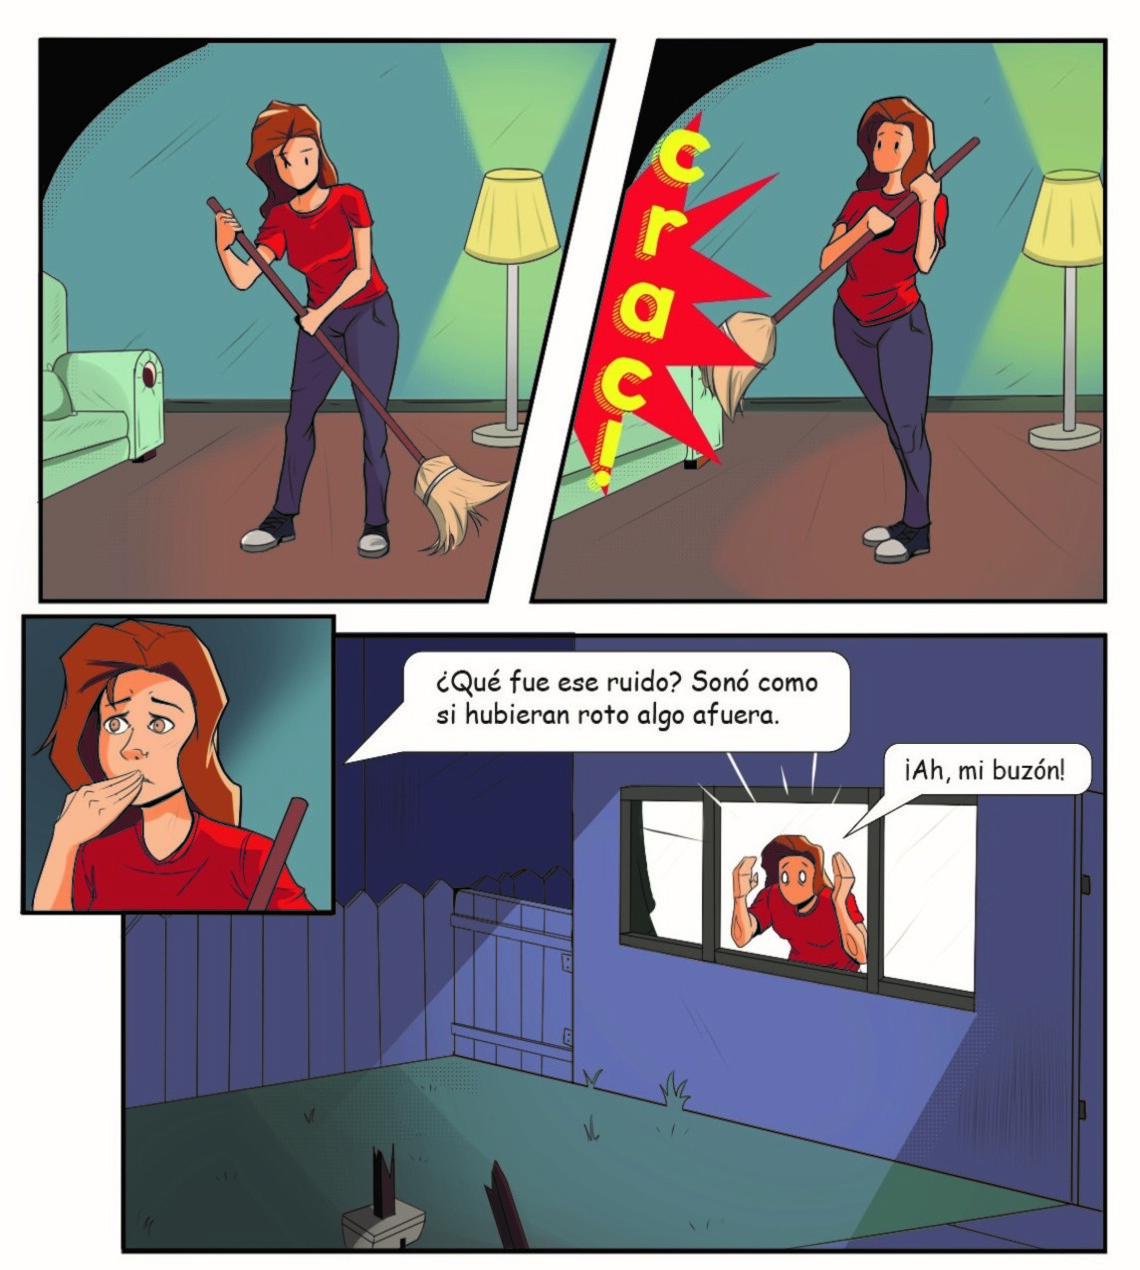 crac!
¿Qué fue ese ruido? Sonó como
si hubieran roto algo afuera.
¡Ah, mi buzón!